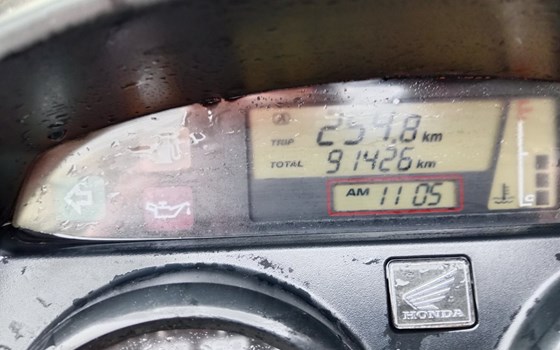 A
TRIP 254.8 km
TOTAL 91426 km
AM 11 05
HONDA